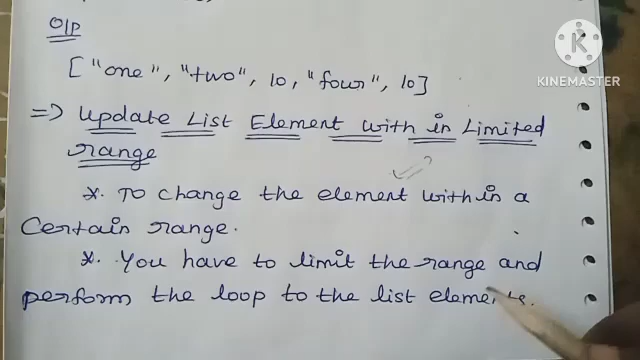 O/P
KINEMASTER
["one", "two", 10, "four", 10]
=> Update List Element with in Limited
range
*. To change the element within a
Certain range.
*. You have to limit the range and
perform the loop to the list elements.